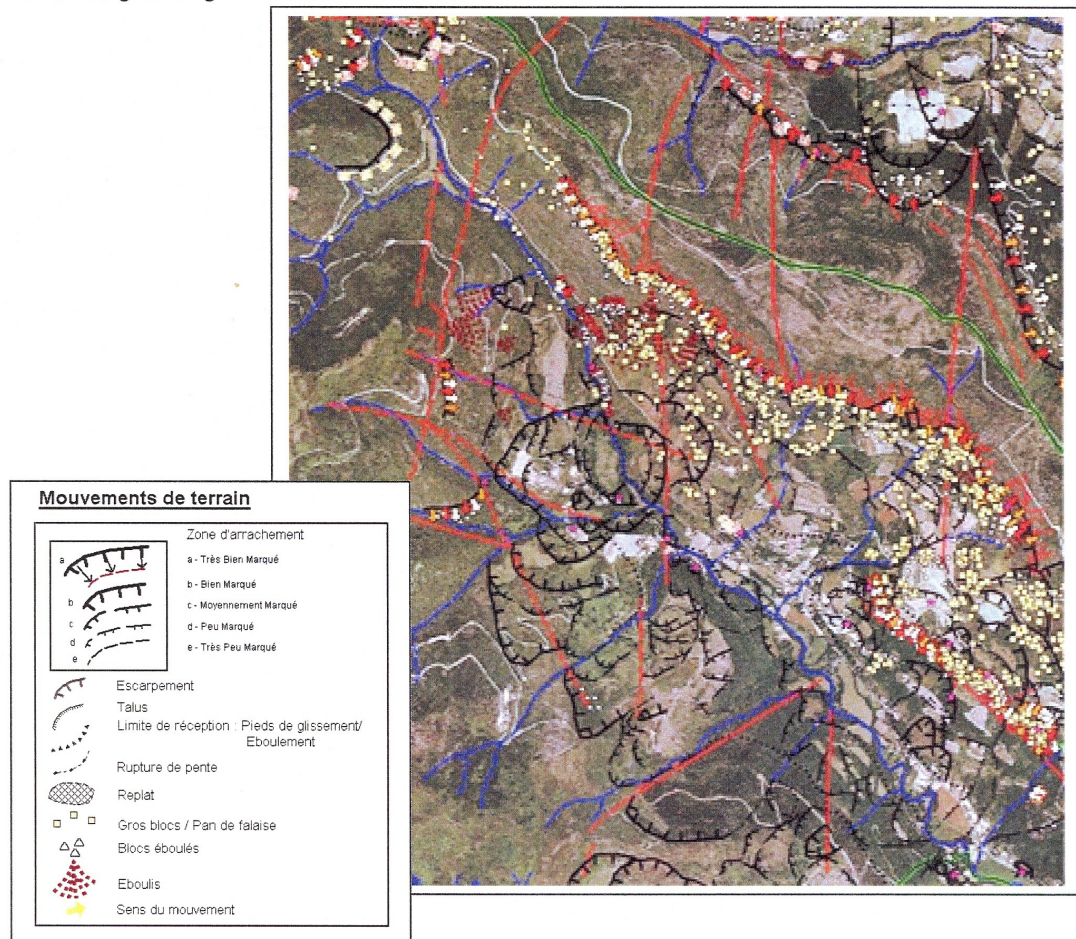 Mouvements de terrain
Zone d'arrachement
a
a - Très Bien Marqué
b - Bien Marqué
b
c - Moyennement Marqué
c
d - Peu Marqué
d
e - Très Peu Marqué
e
Escarpement
Talus
Limite de réception : Pieds de glissement/
Eboulement
Rupture de pente
Replat
Gros blocs / Pan de falaise
Blocs éboulés
Eboulis
Sens du mouvement